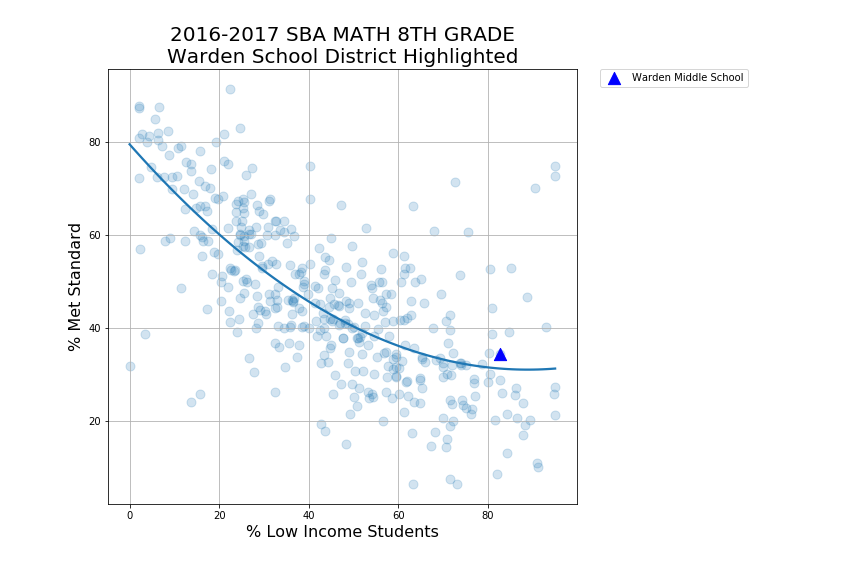 2016-2017 SBA MATH 8TH GRADE
Warden School District Highlighted
Warden Middle School
% Met Standard
80
60
40
20
0
20
40
60
80
% Low Income Students